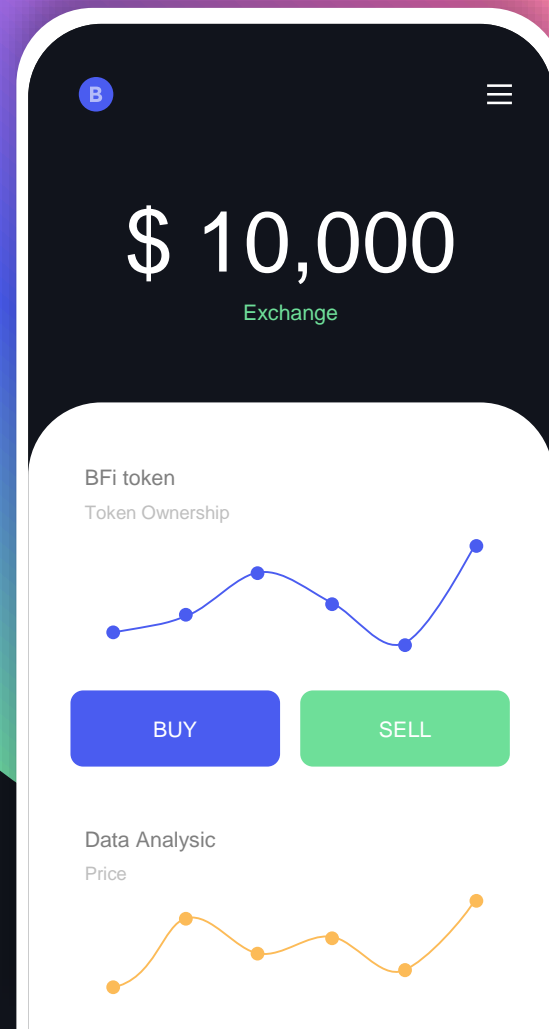 B
$ 10,000
Exchange
BFi token
Token Ownership
BUY
SELL
Data Analysic
Price